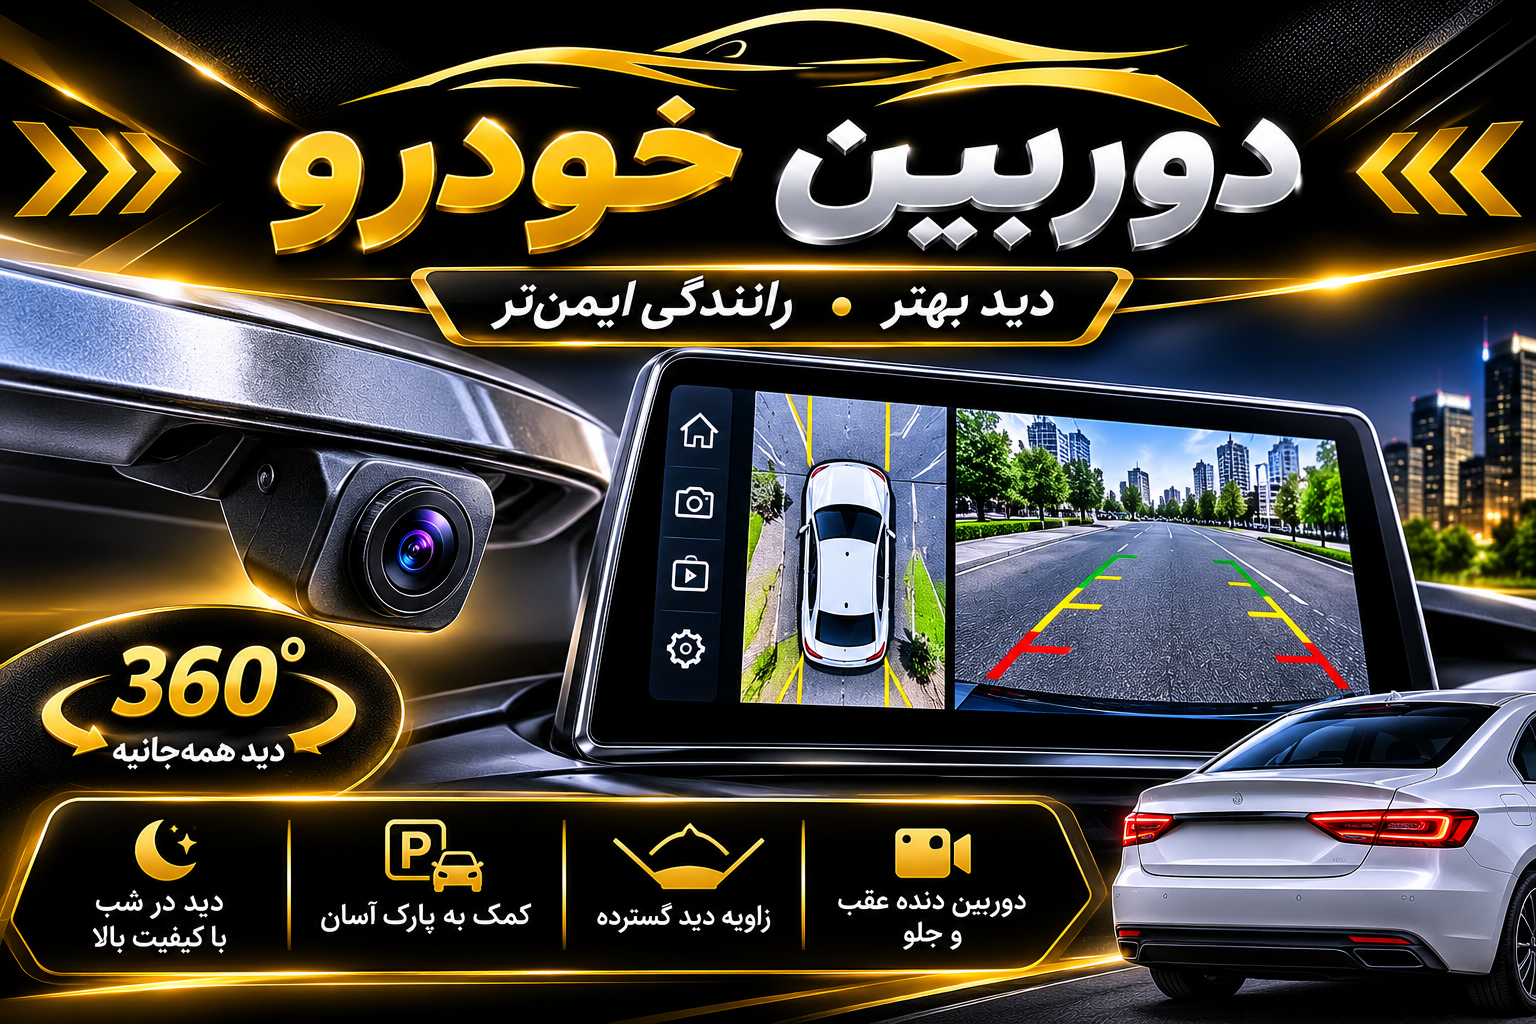 دوربین خودرو
دید بهتر • رانندگی ایمن‌تر
360°
دید همه‌جانبه
دوربین دنده عقب
و جلو
زاویه دید گسترده
P
کمک به پارک آسان
دید در شب
با کیفیت بالا